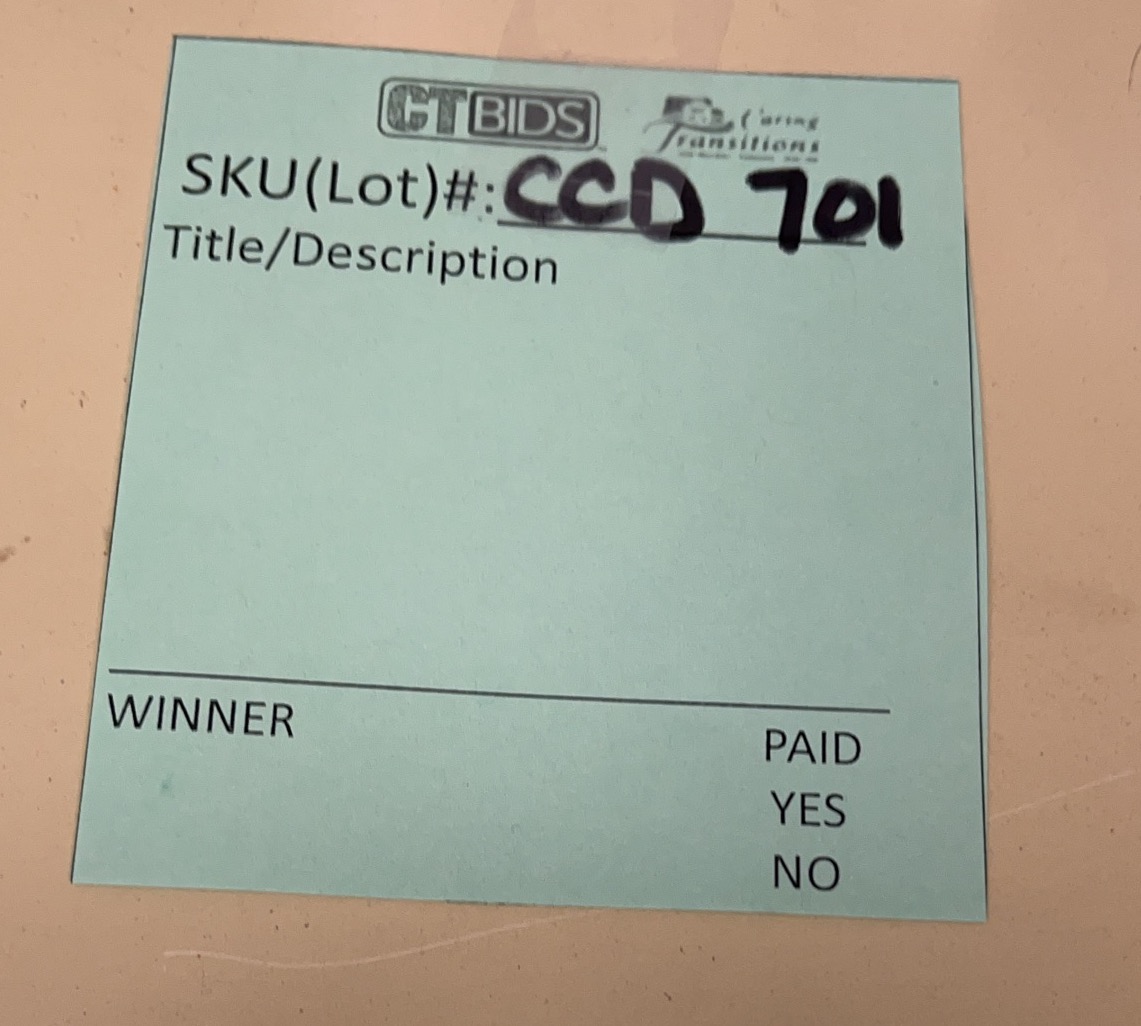 CTBIDS Caring
Transitions
SKU(Lot)#: CCD 701
Title/Description
WINNER
PAID
YES
NO